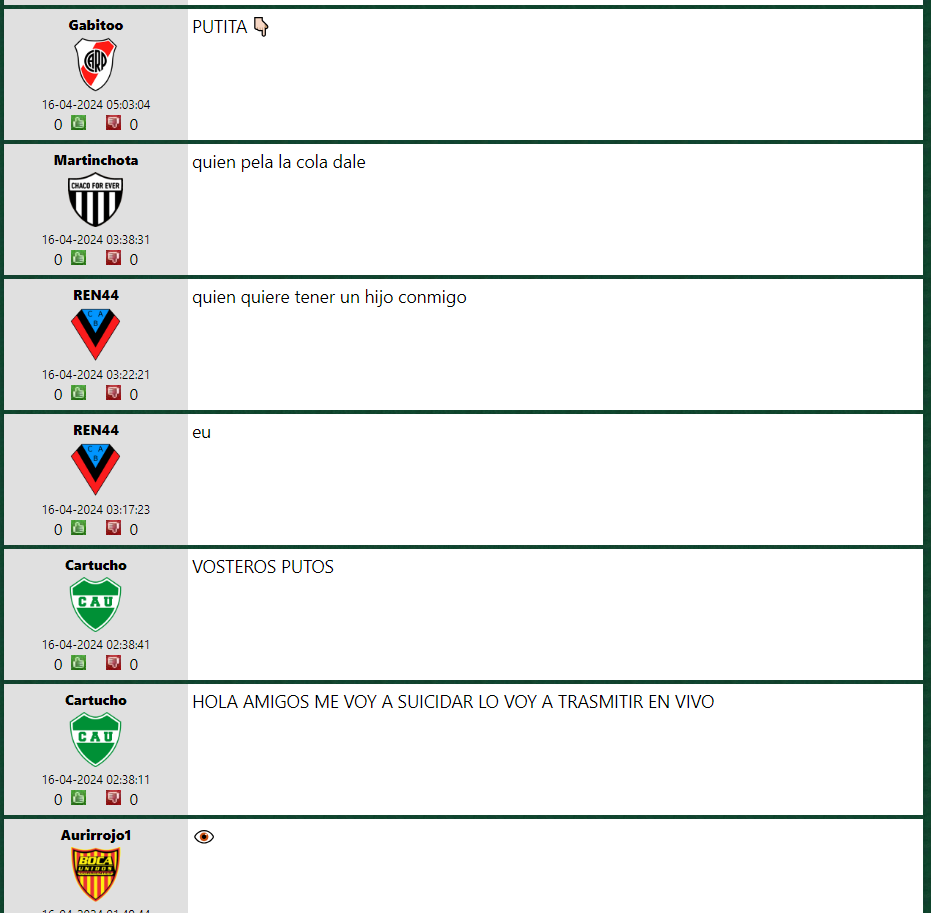 Gabitoo
PUTITA 👇🏻
CARP
16-04-2024 05:03:04
0 0
Martinchota
quien pela la cola dale
CHACO FOR EVER
16-04-2024 03:38:31
0 0
REN44
quien quiere tener un hijo conmigo
C A
B
16-04-2024 03:22:21
0 0
REN44
eu
C A
B
16-04-2024 03:17:23
0 0
Cartucho
VOSTEROS PUTOS
CAU
16-04-2024 02:38:41
0 0
Cartucho
HOLA AMIGOS ME VOY A SUICIDAR LO VOY A TRASMITIR EN VIVO
CAU
16-04-2024 02:38:11
0 0
Aurirrojo1
👁
BOCA
UNIDOS